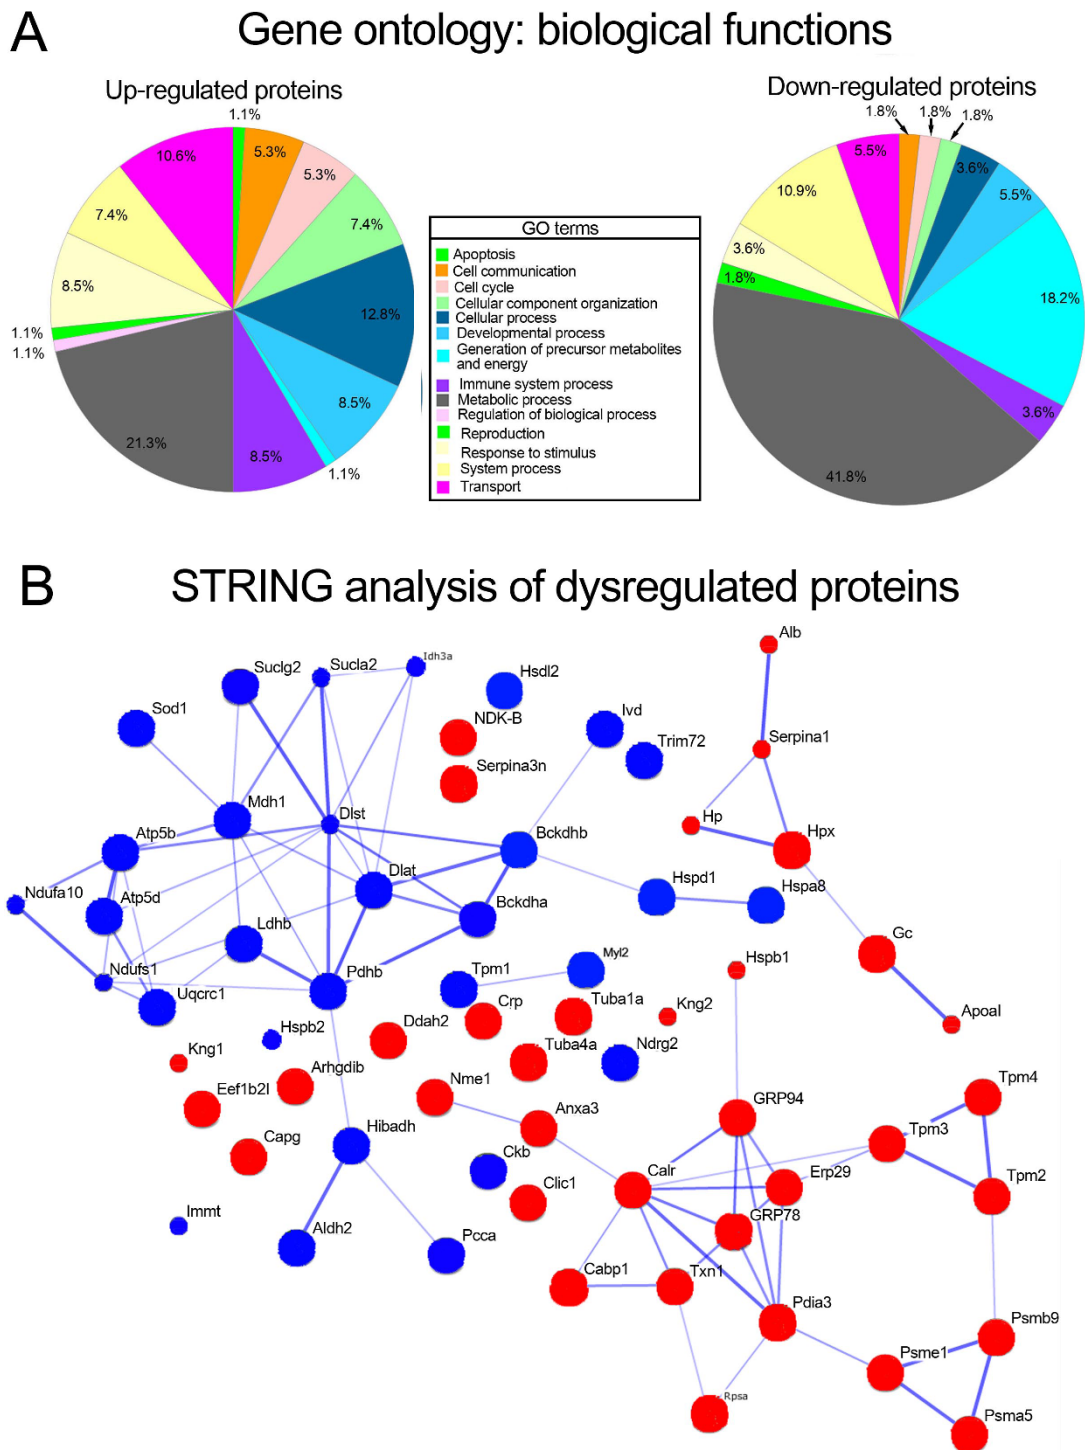 A
Gene ontology: biological functions
Up-regulated proteins
Down-regulated proteins
1.1%
5.3%
5.3%
7.4%
12.8%
8.5%
1.1%
8.5%
21.3%
1.1%
1.1%
8.5%
7.4%
10.6%
GO terms
Apoptosis
Cell communication
Cell cycle
Cellular component organization
Cellular process
Developmental process
Generation of precursor metabolites
and energy
Immune system process
Metabolic process
Regulation of biological process
Reproduction
Response to stimulus
System process
Transport
1.8%
1.8%
1.8%
3.6%
5.5%
18.2%
3.6%
41.8%
1.8%
3.6%
10.9%
5.5%
B
STRING analysis of dysregulated proteins
Alb
Suclg2
Sucla2
Idh3a
Hsdl2
Sod1
NDK-B
Ivd
Trim72
Serpina1
Serpina3n
Mdh1
Dlst
Hp
Hpx
Atp5b
Bckdhb
Dlat
Hspd1
Hspa8
Ndufa10
Atp5d
Bckdha
Ldhb
Gc
Ndufs1
Pdhb
Tpm1
Myl2
Hspb1
Uqcrc1
Crp
Tuba1a
Kng2
Apoal
Hspb2
Ddah2
Tuba4a
Ndrg2
Kng1
Arhgdib
Eef1b2l
Nme1
Anxa3
GRP94
Tpm4
Tpm3
Capg
Hibadh
Ckb
Calr
Erp29
Tpm2
Clic1
GRP78
Immt
Aldh2
Pcca
Cabp1
Txn1
Pdia3
Psmb9
Psme1
Rpsa
Psma5